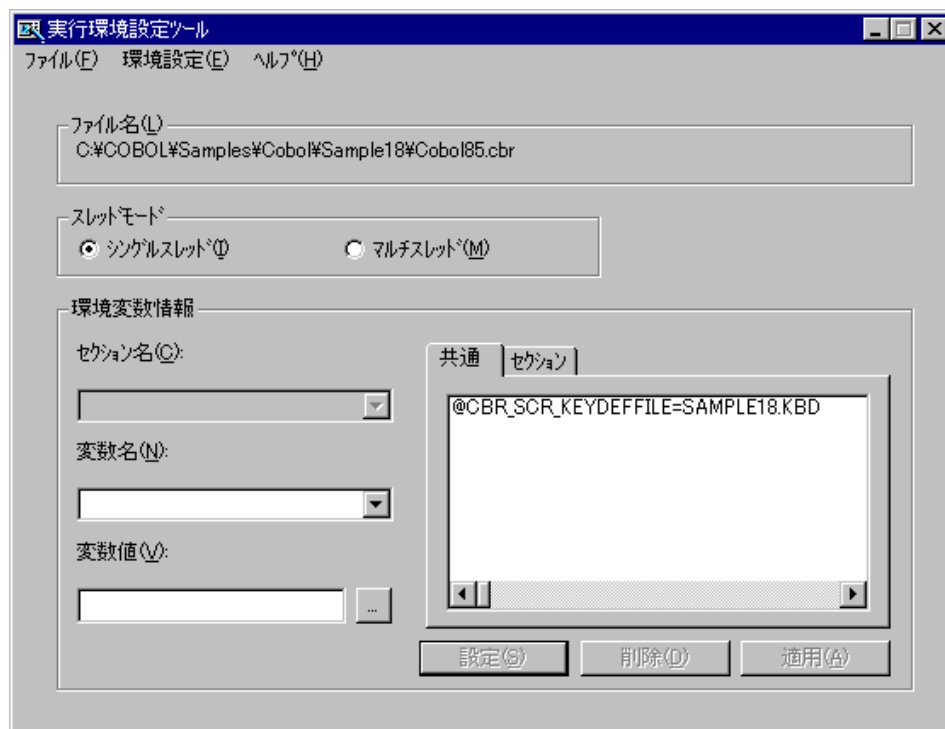 実行環境設定ツール
ﾌｧｲﾙ(F) 環境設定(E) ﾍﾙﾌﾟ(H)
ﾌｧｲﾙ名(L)
C:¥COBOL¥Samples¥Cobol¥Sample18¥Cobol85.cbr
ｽﾚｯﾄﾞﾓｰﾄﾞ
ｼﾝｸﾞﾙｽﾚｯﾄﾞ(I) ﾏﾙﾁｽﾚｯﾄﾞ(M)
環境変数情報
ｾｸｼｮﾝ名(C):
共通 ｾｸｼｮﾝ
@CBR_SCR_KEYDEFFILE=SAMPLE18.KBD
変数名(N):
変数値(V):
...
設定(S) 削除(D) 適用(A)